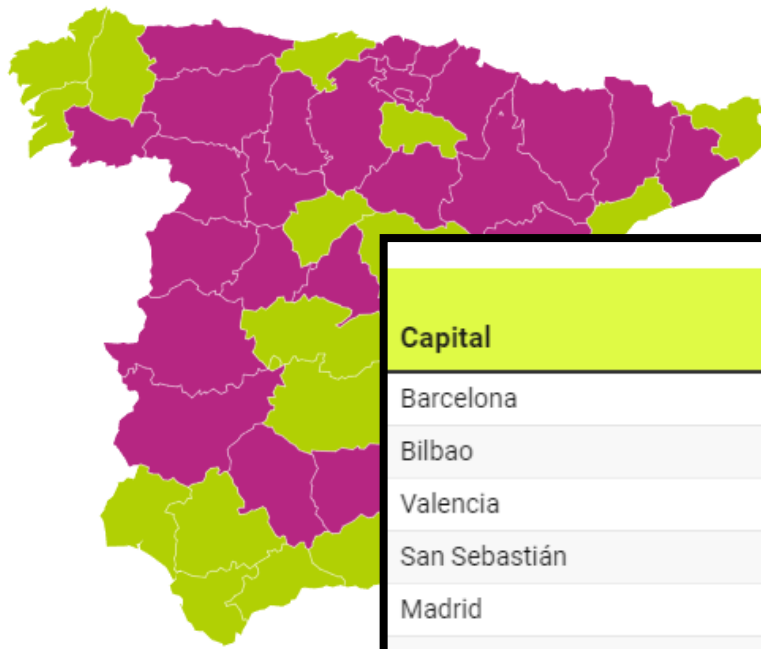 Capital
Barcelona
Bilbao
Valencia
San Sebastián
Madrid